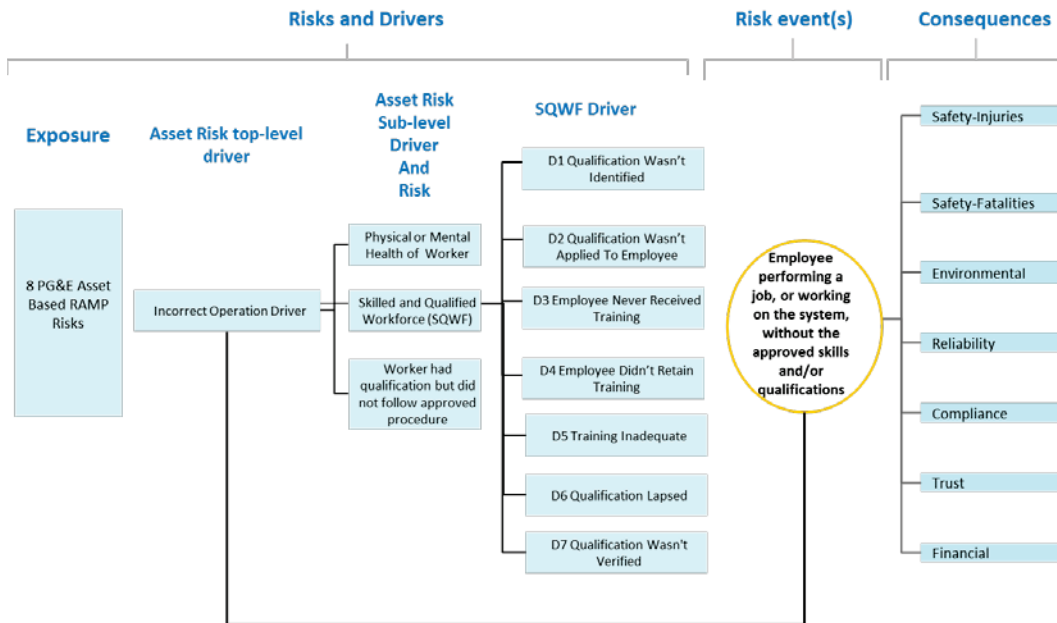 Risks and Drivers
Risk event(s)
Consequences
Exposure
Asset Risk top-level
driver
Asset Risk
Sub-level
Driver
And
Risk
SQWF Driver
8 PG&E Asset
Based RAMP
Risks
Incorrect Operation Driver
Physical or Mental
Health of Worker
Skilled and Qualified
Workforce (SQWF)
Worker had
qualification but did
not follow approved
procedure
D1 Qualification Wasn’t
Identified
D2 Qualification Wasn’t
Applied To Employee
D3 Employee Never Received
Training
D4 Employee Didn’t Retain
Training
D5 Training Inadequate
D6 Qualification Lapsed
D7 Qualification Wasn't
Verified
Employee
performing a
job, or working
on the system,
without the
approved skills
and/or
qualifications
Safety-Injuries
Safety-Fatalities
Environmental
Reliability
Compliance
Trust
Financial